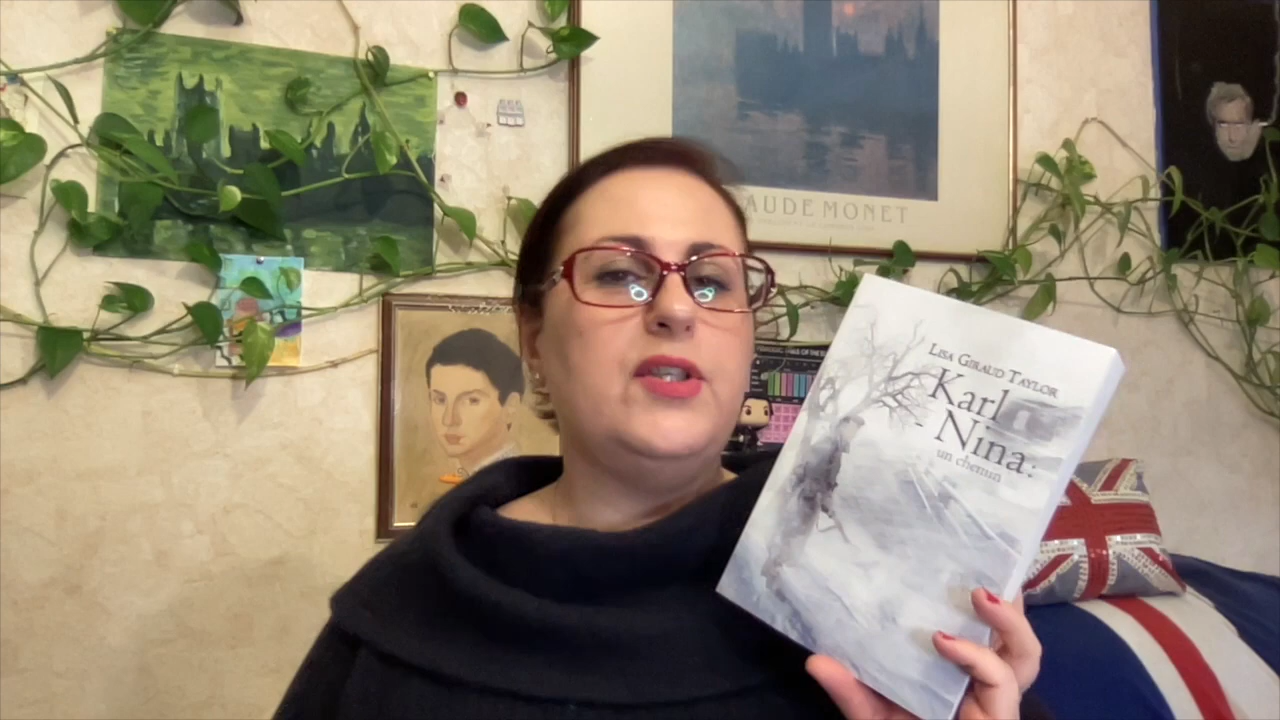 AUDE MONET
LISA GIRAUD TAYLOR
Karl
- Nina:
un chemin